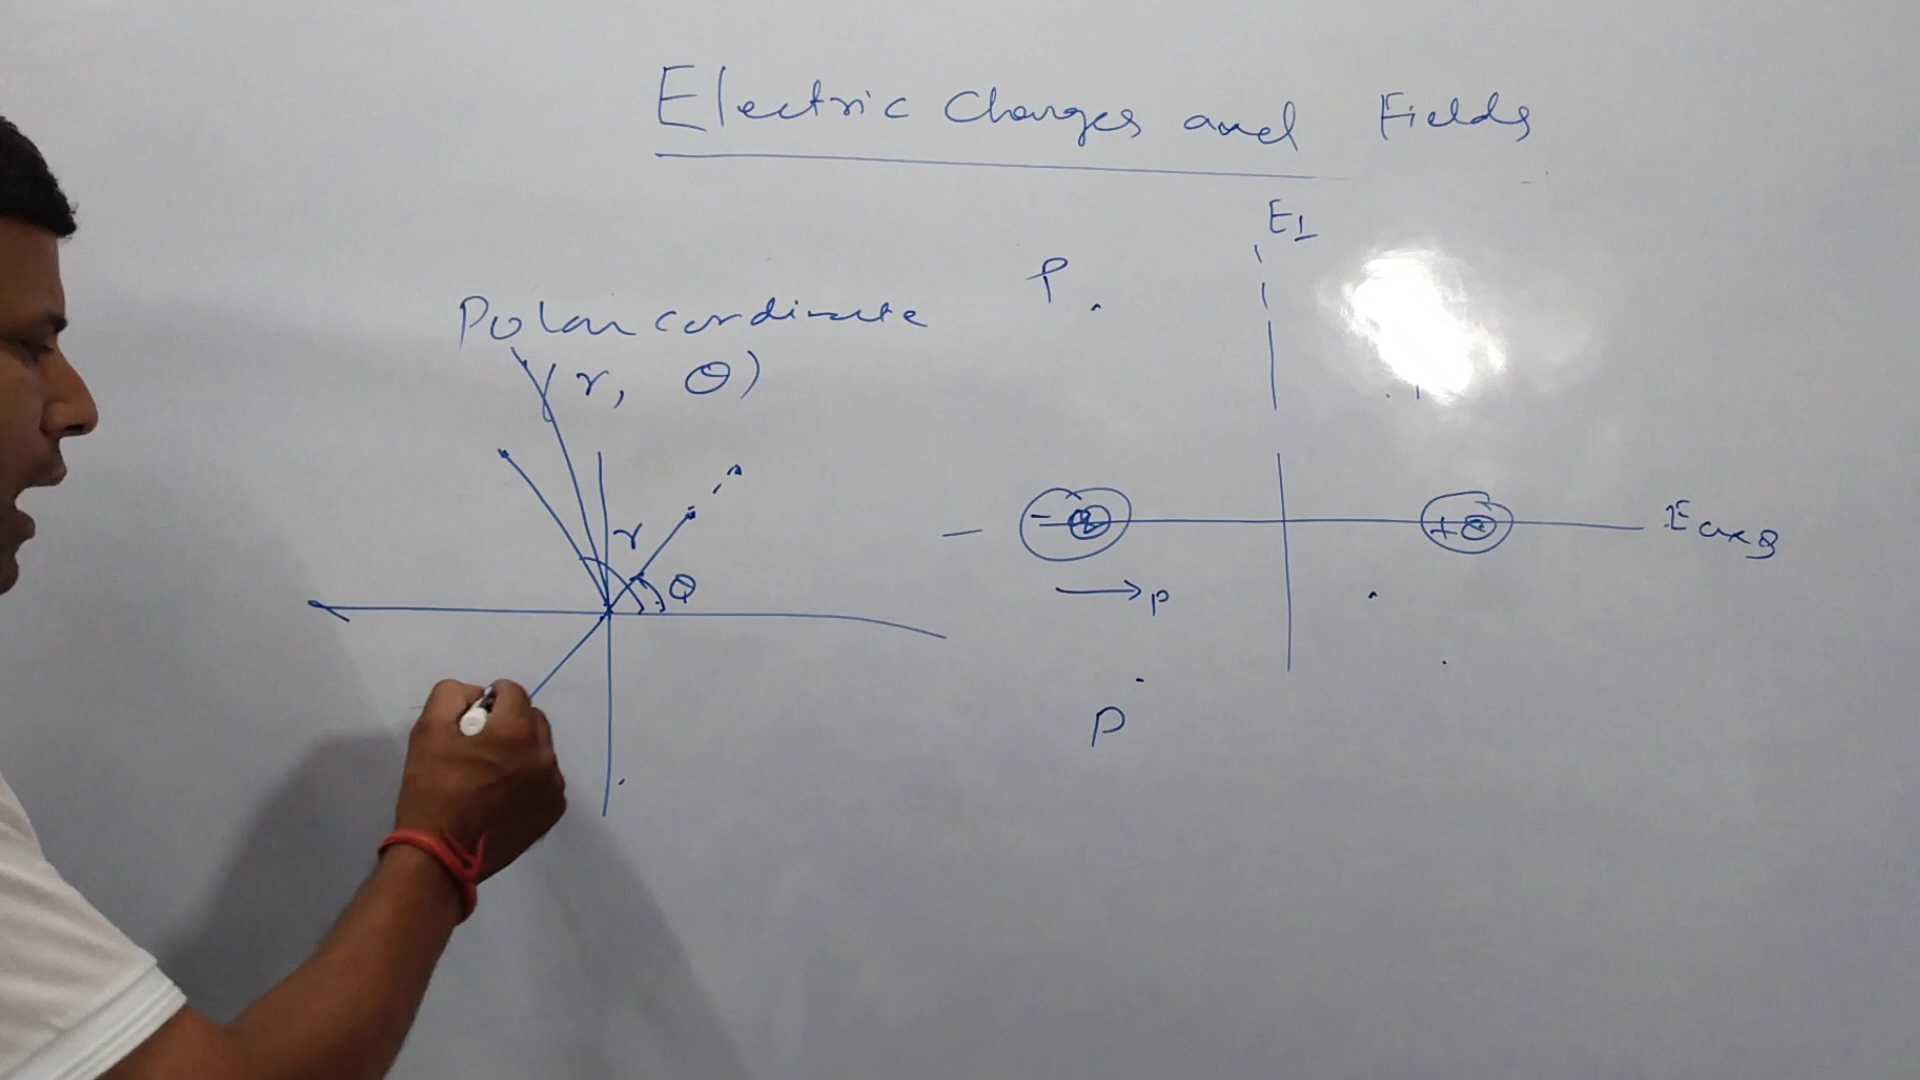 Electric Charges and Fields
E⊥
P
Polar cordinate
(r, θ)
r
θ
- q
+ q
E axis
p
P